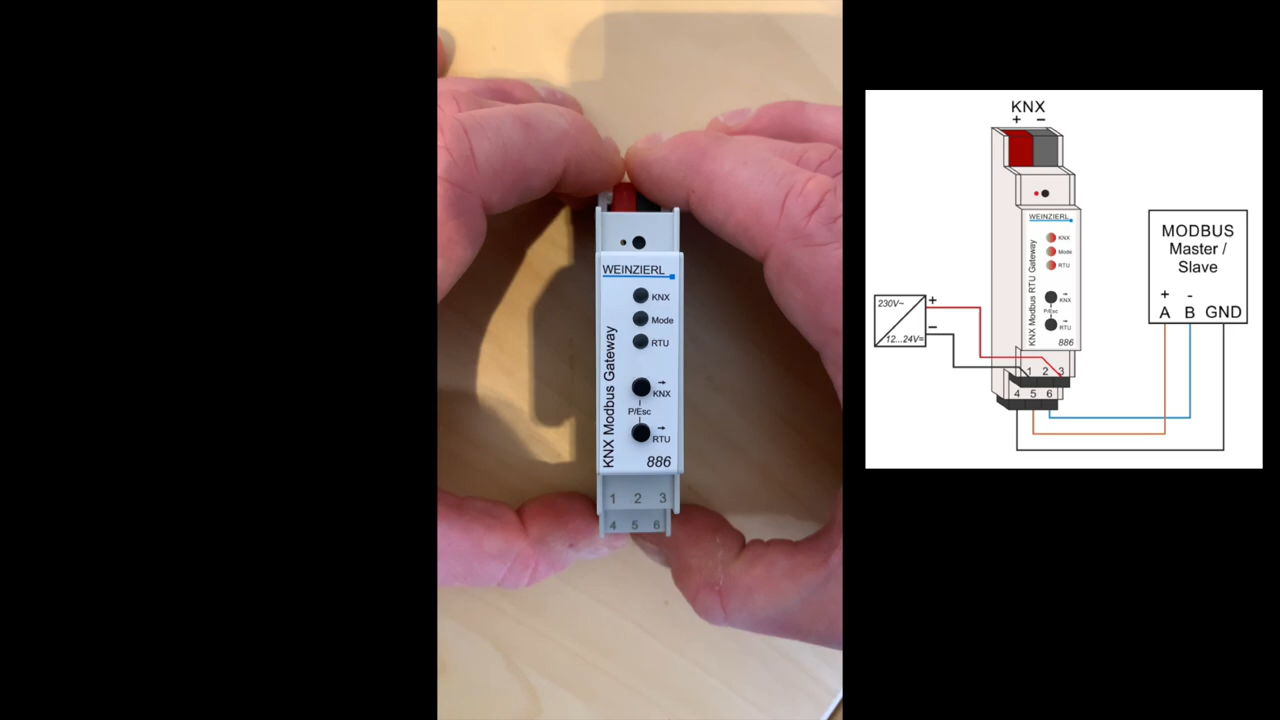 WEINZIERL
KNX
Mode
RTU
KNX Modbus Gateway
→
KNX
P/Esc
→
RTU
886
1 2 3
4 5 6
KNX
+ −
WEINZIERL
KNX
Mode
RTU
KNX Modbus RTU Gateway
→
KNX
P/Esc
→
RTU
886
1 2 3
4 5 6
230V~
12...24V=
+
−
MODBUS
Master /
Slave
+ -
A B GND